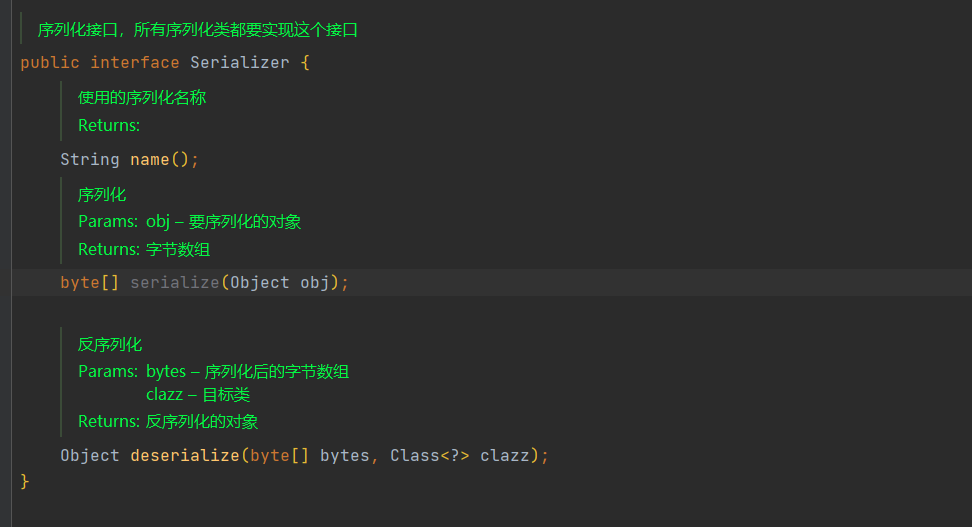 序列化接口，所有序列化类都要实现这个接口
public interface Serializer {
使用的序列化名称
Returns:
String name();
序列化
Params: obj – 要序列化的对象
Returns: 字节数组
byte[] serialize(Object obj);
反序列化
Params: bytes – 序列化后的字节数组
clazz – 目标类
Returns: 反序列化的对象
Object deserialize(byte[] bytes, Class<?> clazz);
}